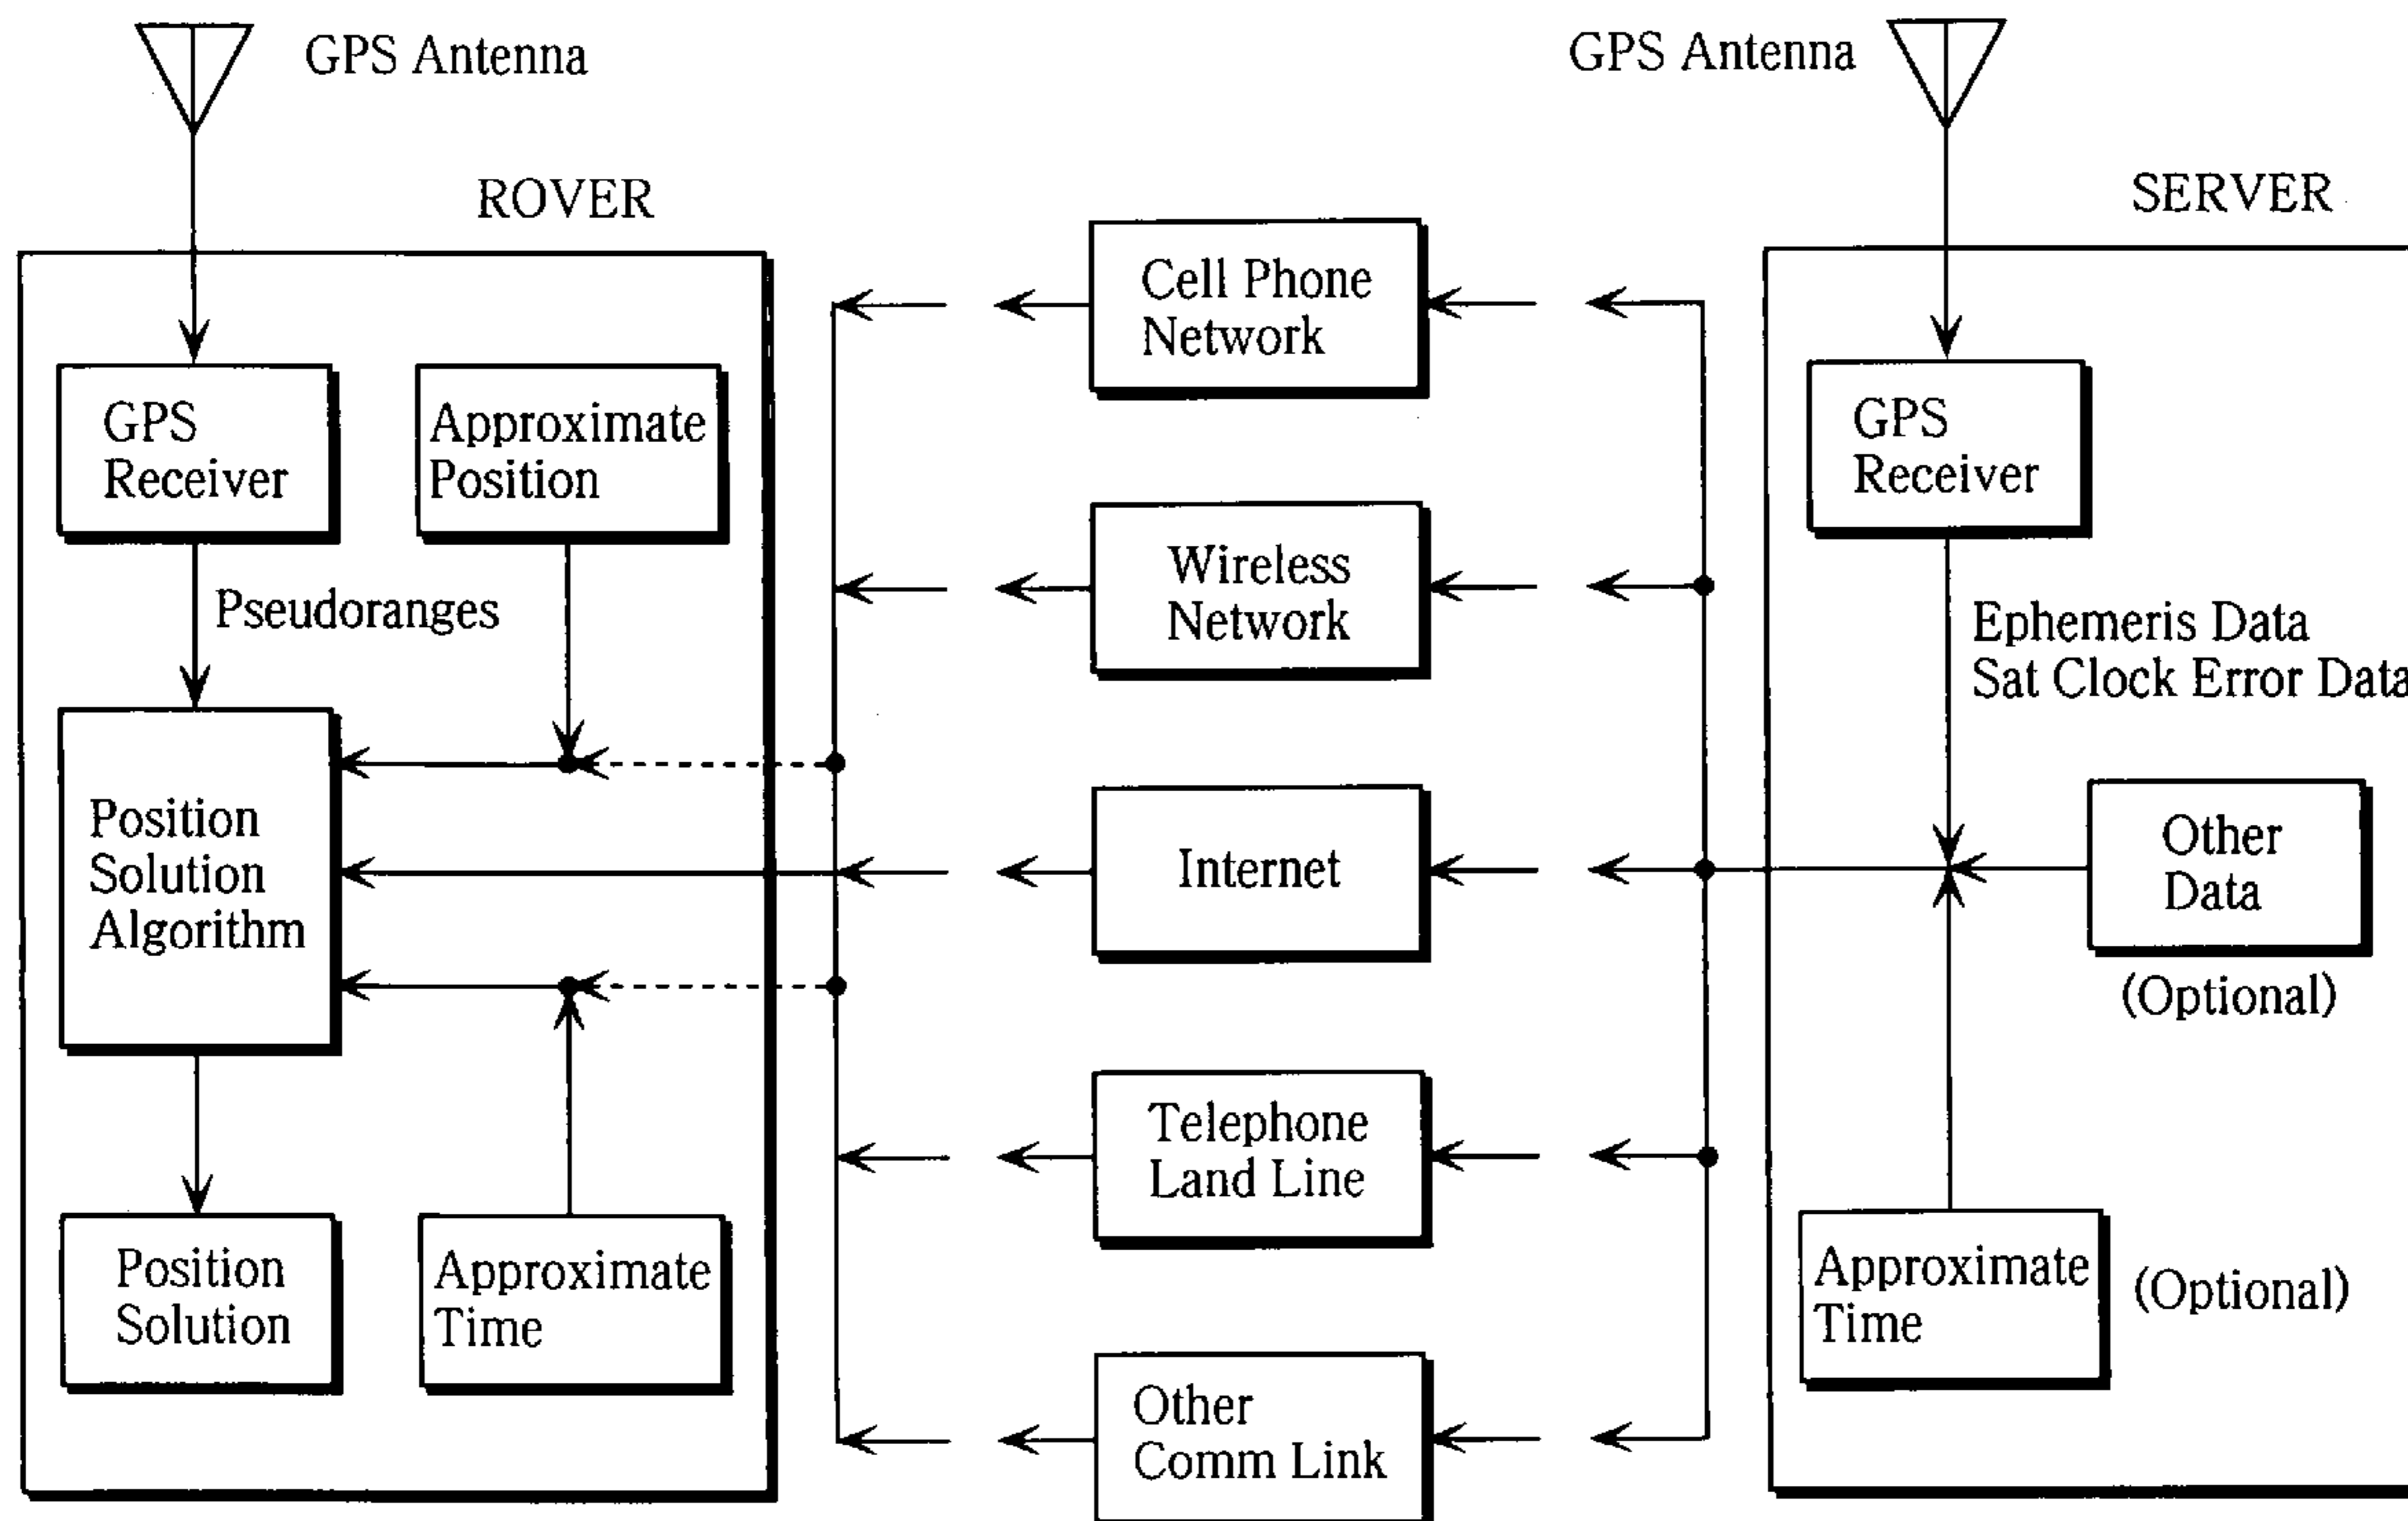 GPS Antenna
GPS Antenna
ROVER
SERVER
GPS
Receiver
Approximate
Position
Pseudoranges
Position
Solution
Algorithm
Position
Solution
Approximate
Time
Cell Phone
Network
Wireless
Network
Internet
Telephone
Land Line
Other
Comm Link
GPS
Receiver
Ephemeris Data
Sat Clock Error Data
Other
Data
(Optional)
Approximate
Time
(Optional)